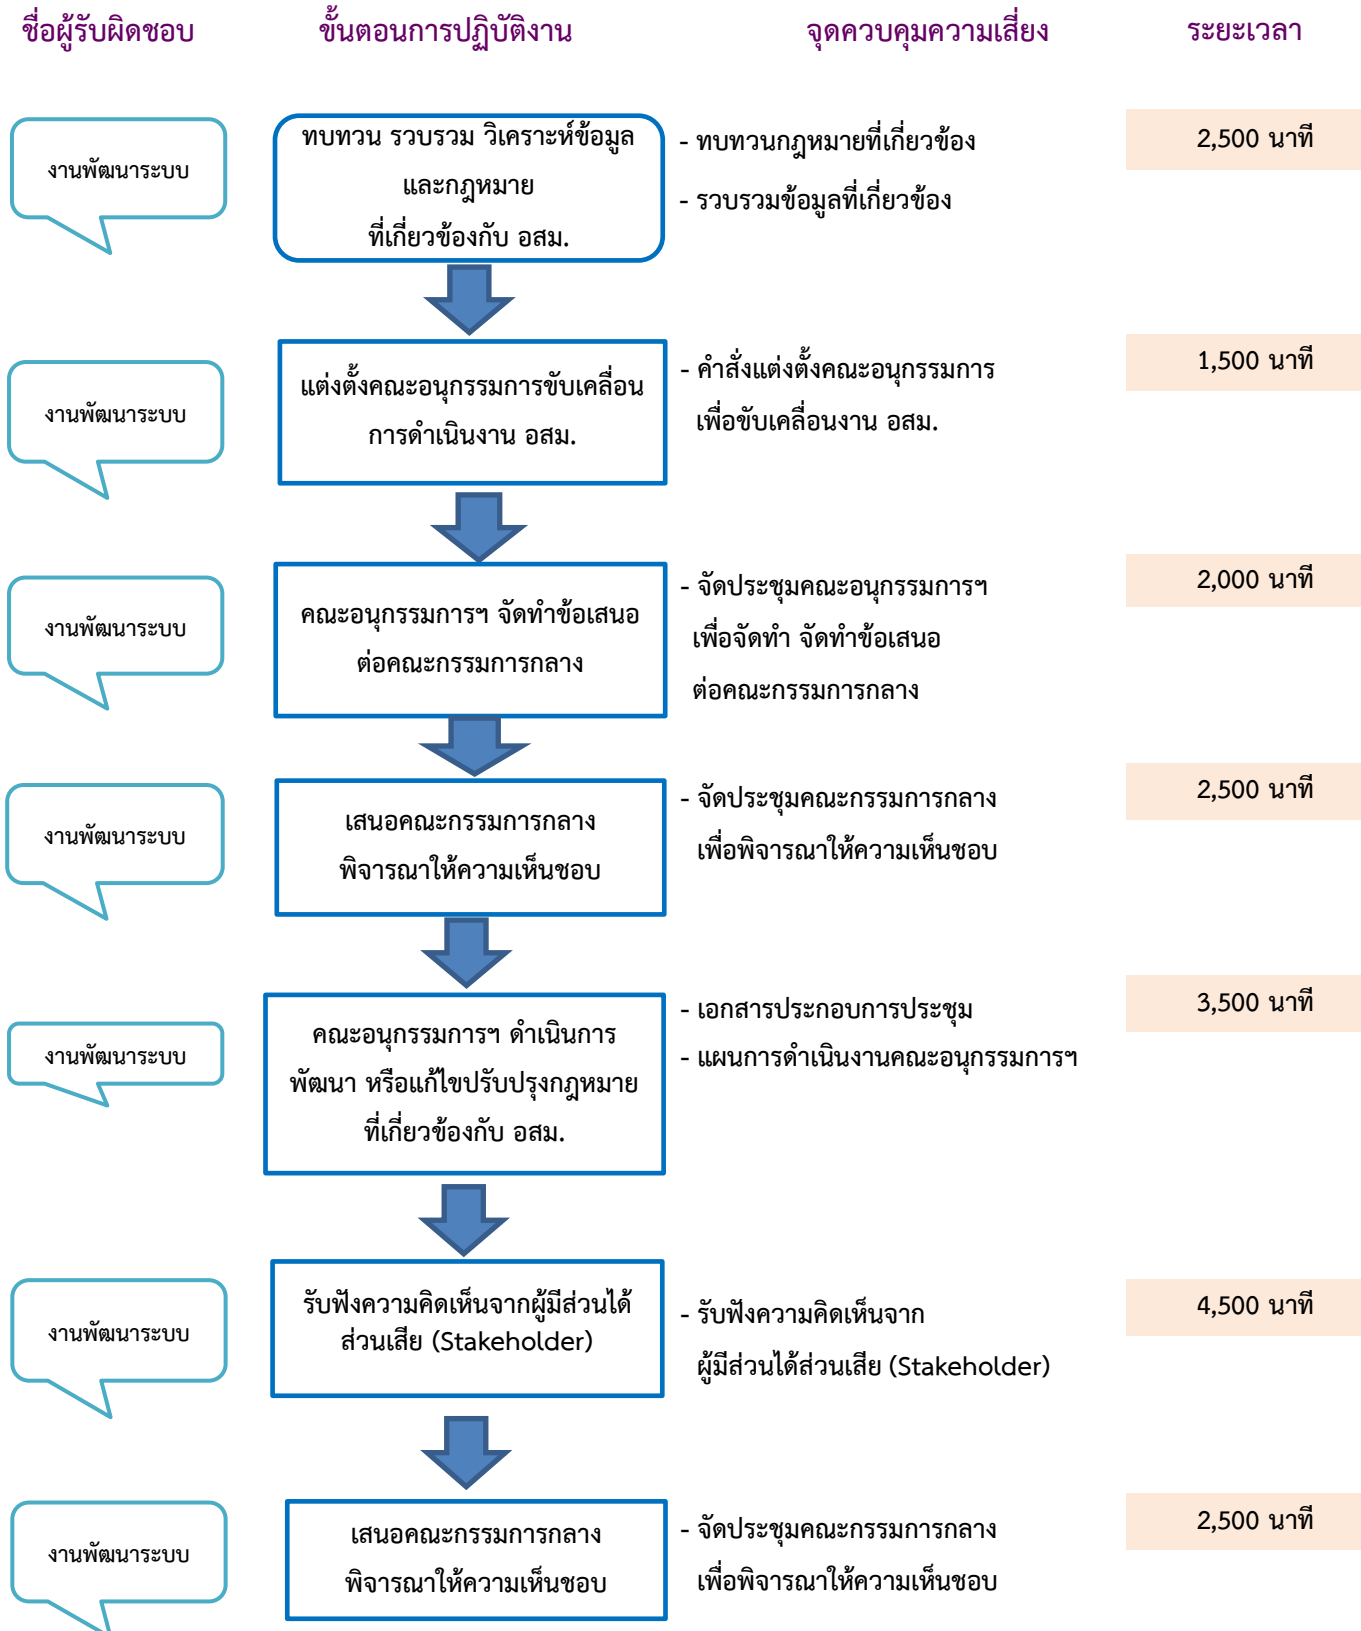 ชื่อผู้รับผิดชอบ ขั้นตอนการปฏิบัติงาน จุดควบคุมความเสี่ยง ระยะเวลา
งานพัฒนาระบบ
ทบทวน รวบรวม วิเคราะห์ข้อมูล
และกฎหมาย
ที่เกี่ยวข้องกับ อสม.
- ทบทวนกฎหมายที่เกี่ยวข้อง
- รวบรวมข้อมูลที่เกี่ยวข้อง
2,500 นาที
งานพัฒนาระบบ
แต่งตั้งคณะอนุกรรมการขับเคลื่อน
การดำเนินงาน อสม.
- คำสั่งแต่งตั้งคณะอนุกรรมการ
เพื่อขับเคลื่อนงาน อสม.
1,500 นาที
งานพัฒนาระบบ
คณะอนุกรรมการฯ จัดทำข้อเสนอ
ต่อคณะกรรมการกลาง
- จัดประชุมคณะอนุกรรมการฯ
เพื่อจัดทำ จัดทำข้อเสนอ
ต่อคณะกรรมการกลาง
2,000 นาที
งานพัฒนาระบบ
เสนอคณะกรรมการกลาง
พิจารณาให้ความเห็นชอบ
- จัดประชุมคณะกรรมการกลาง
เพื่อพิจารณาให้ความเห็นชอบ
2,500 นาที
งานพัฒนาระบบ
คณะอนุกรรมการฯ ดำเนินการ
พัฒนา หรือแก้ไขปรับปรุงกฎหมาย
ที่เกี่ยวข้องกับ อสม.
- เอกสารประกอบการประชุม
- แผนการดำเนินงานคณะอนุกรรมการฯ
3,500 นาที
งานพัฒนาระบบ
รับฟังความคิดเห็นจากผู้มีส่วนได้
ส่วนเสีย (Stakeholder)
- รับฟังความคิดเห็นจาก
ผู้มีส่วนได้ส่วนเสีย (Stakeholder)
4,500 นาที
งานพัฒนาระบบ
เสนอคณะกรรมการกลาง
พิจารณาให้ความเห็นชอบ
- จัดประชุมคณะกรรมการกลาง
เพื่อพิจารณาให้ความเห็นชอบ
2,500 นาที